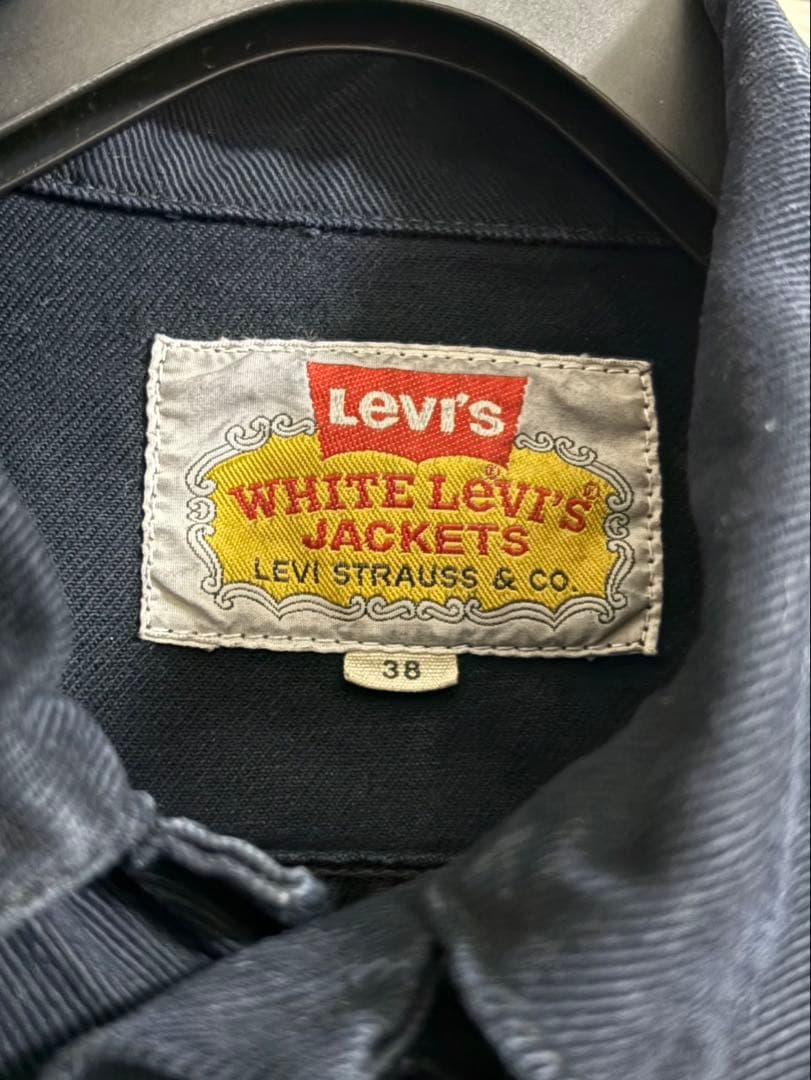 Levi's
®
WHITE LeVI'S®
JACKETS
LEVI STRAUSS & CO.
38